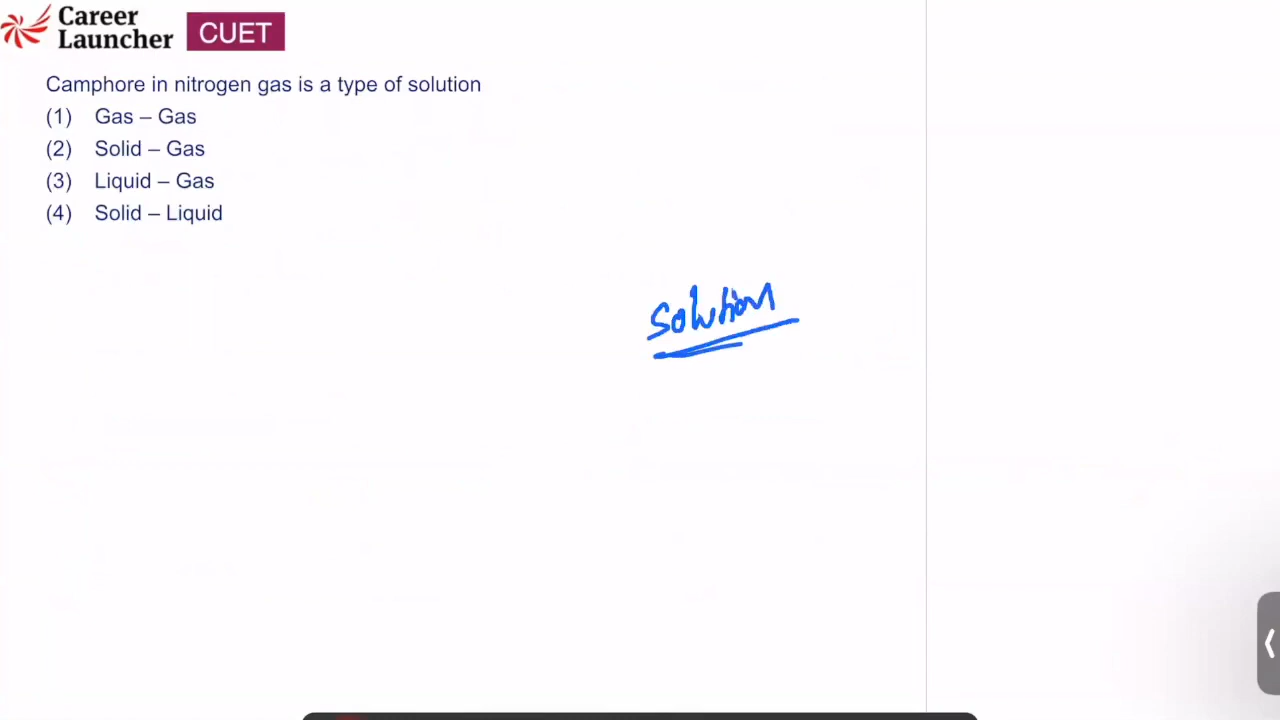 Career
Launcher
CUET
Camphore in nitrogen gas is a type of solution
(1) Gas – Gas
(2) Solid – Gas
(3) Liquid – Gas
(4) Solid – Liquid
Solution